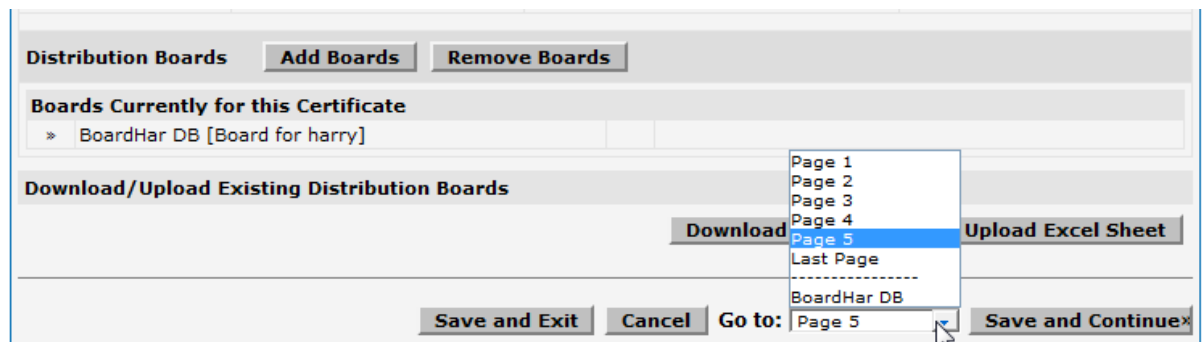 Distribution Boards Add Boards Remove Boards
Boards Currently for this Certificate
» BoardHar DB [Board for harry]
Download/Upload Existing Distribution Boards
Download Upload Excel Sheet
Page 1
Page 2
Page 3
Page 4
Page 5
Last Page
----------------
BoardHar DB
Save and Exit Cancel Go to: Page 5 Save and Continue»